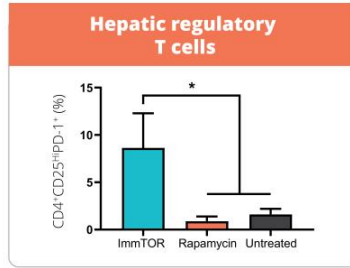 Hepatic regulatory
T cells
CD4⁺CD25ᴴⁱPD-1⁺ (%)
15
*
10
5
0
ImmTOR Rapamycin Untreated